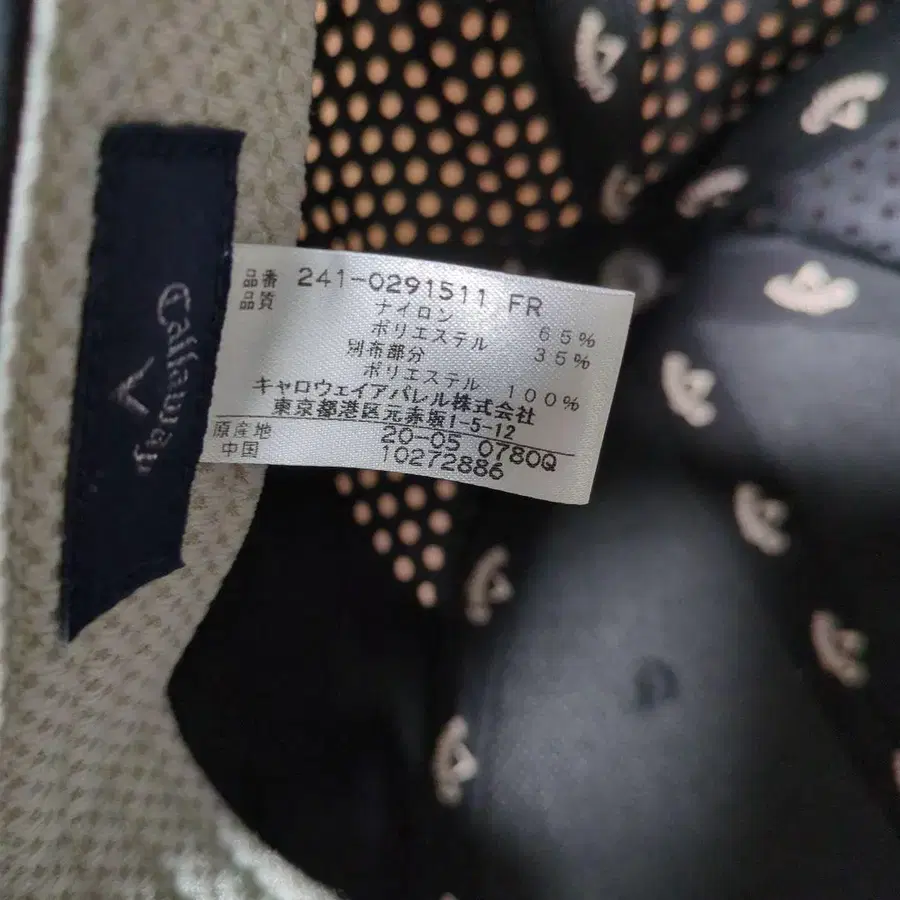 Callaway
品番 241-0291511 FR
品質 ナイロン 65%
ポリエステル 35%
別布部分
ポリエステル 100%
キャロウェイアパレル株式会社
東京都港区元赤坂1-5-12
原産地 20-05 0780Q
中国 10272886